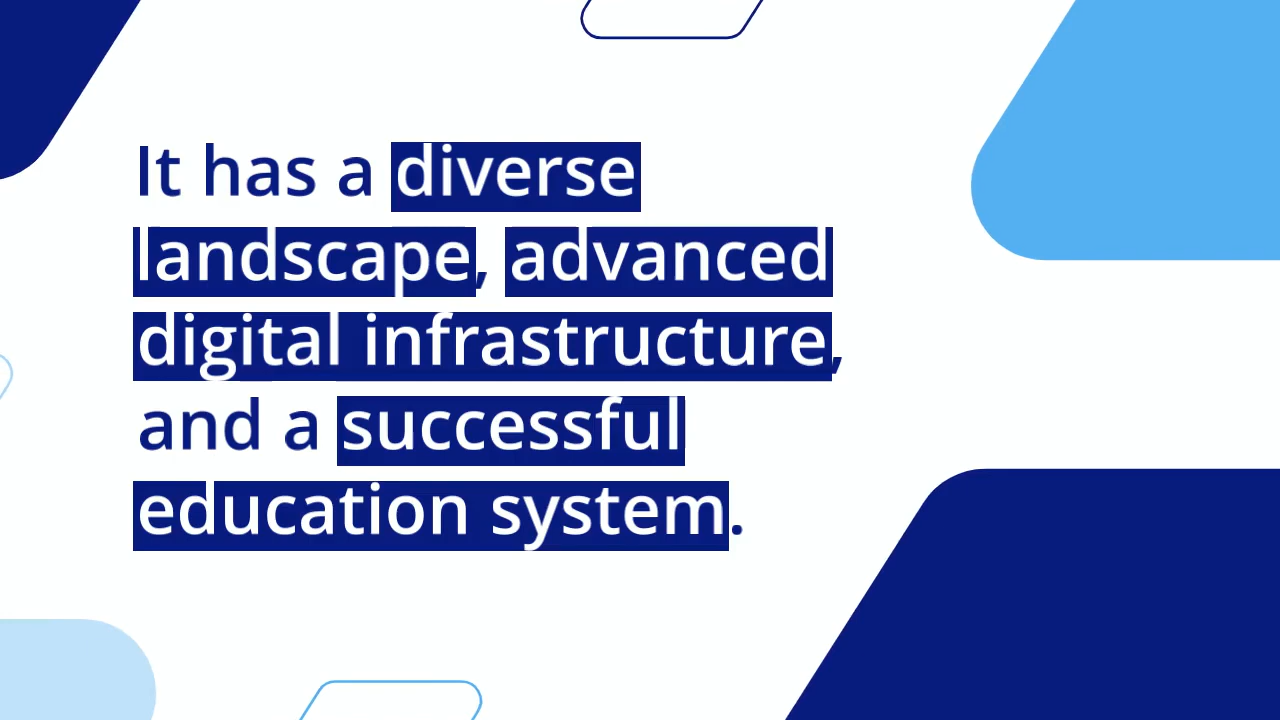 It has a diverse
landscape, advanced
digital infrastructure,
and a successful
education system.